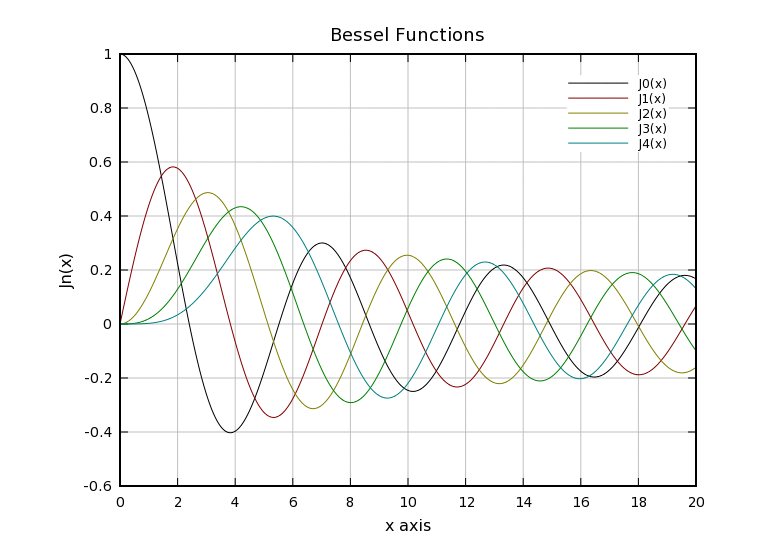 Bessel Functions
1
0.8
0.6
0.4
0.2
0
-0.2
-0.4
-0.6
Jn(x)
J0(x)
J1(x)
J2(x)
J3(x)
J4(x)
0 2 4 6 8 10 12 14 16 18 20
x axis